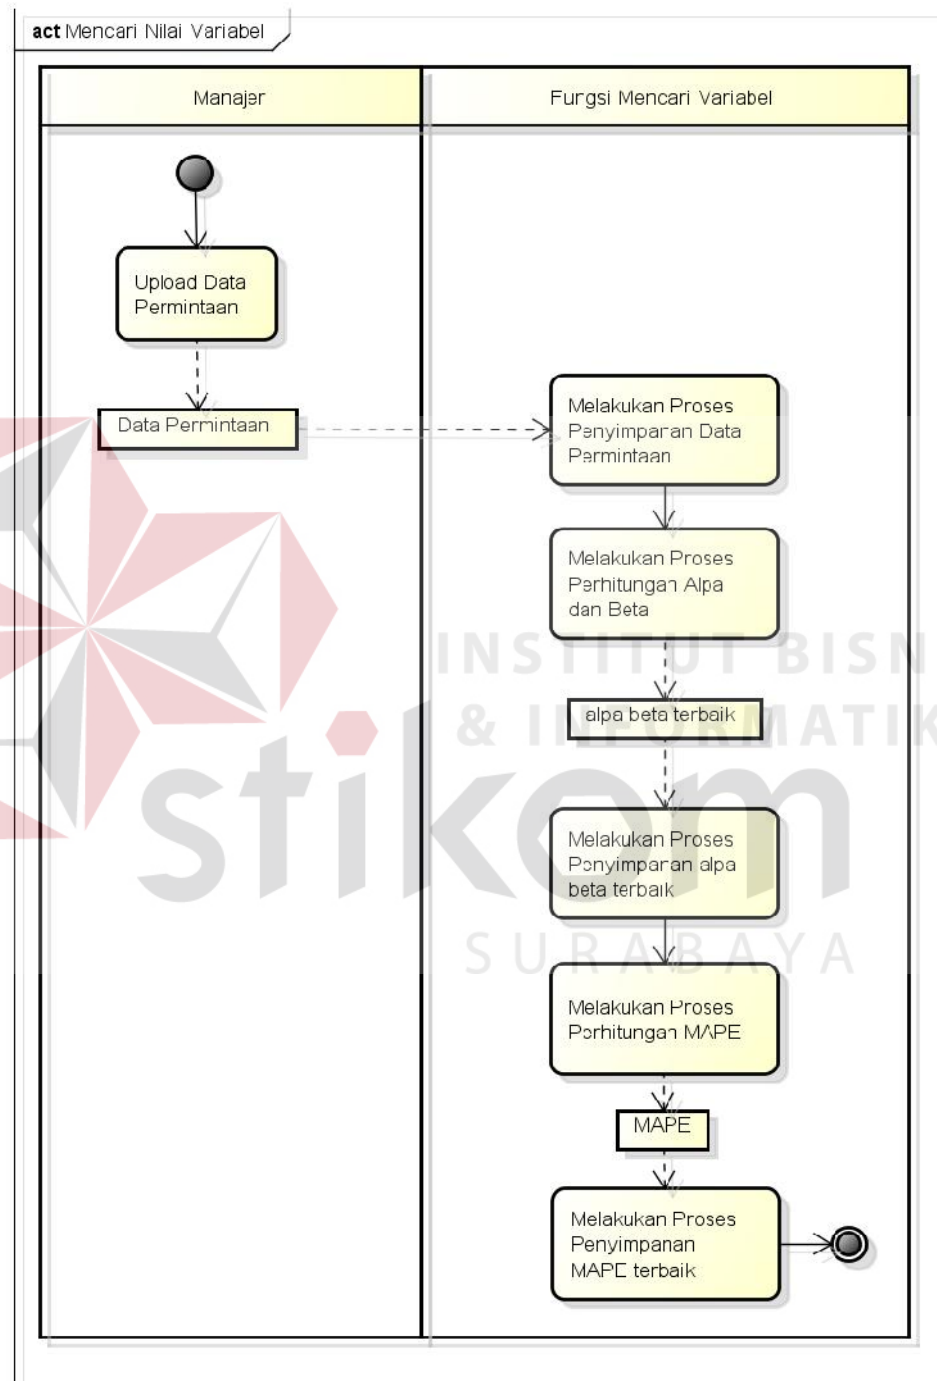 act Mencari Nilai Variabel
Manajer
Fungsi Mencari Variabel
Upload Data
Permintaan
Data Permintaan
Melakukan Proses
Penyimpanan Data
Permintaan
Melakukan Proses
Perhitungan Alpa
dan Beta
alpa beta terbaik
Melakukan Proses
Penyimpanan alpa
beta terbaik
Melakukan Proses
Perhitungan MAPE
MAPE
Melakukan Proses
Penyimpanan
MAPE terbaik
INSTITUT BISN
& INFORMATIK
stikom
SURABAYA